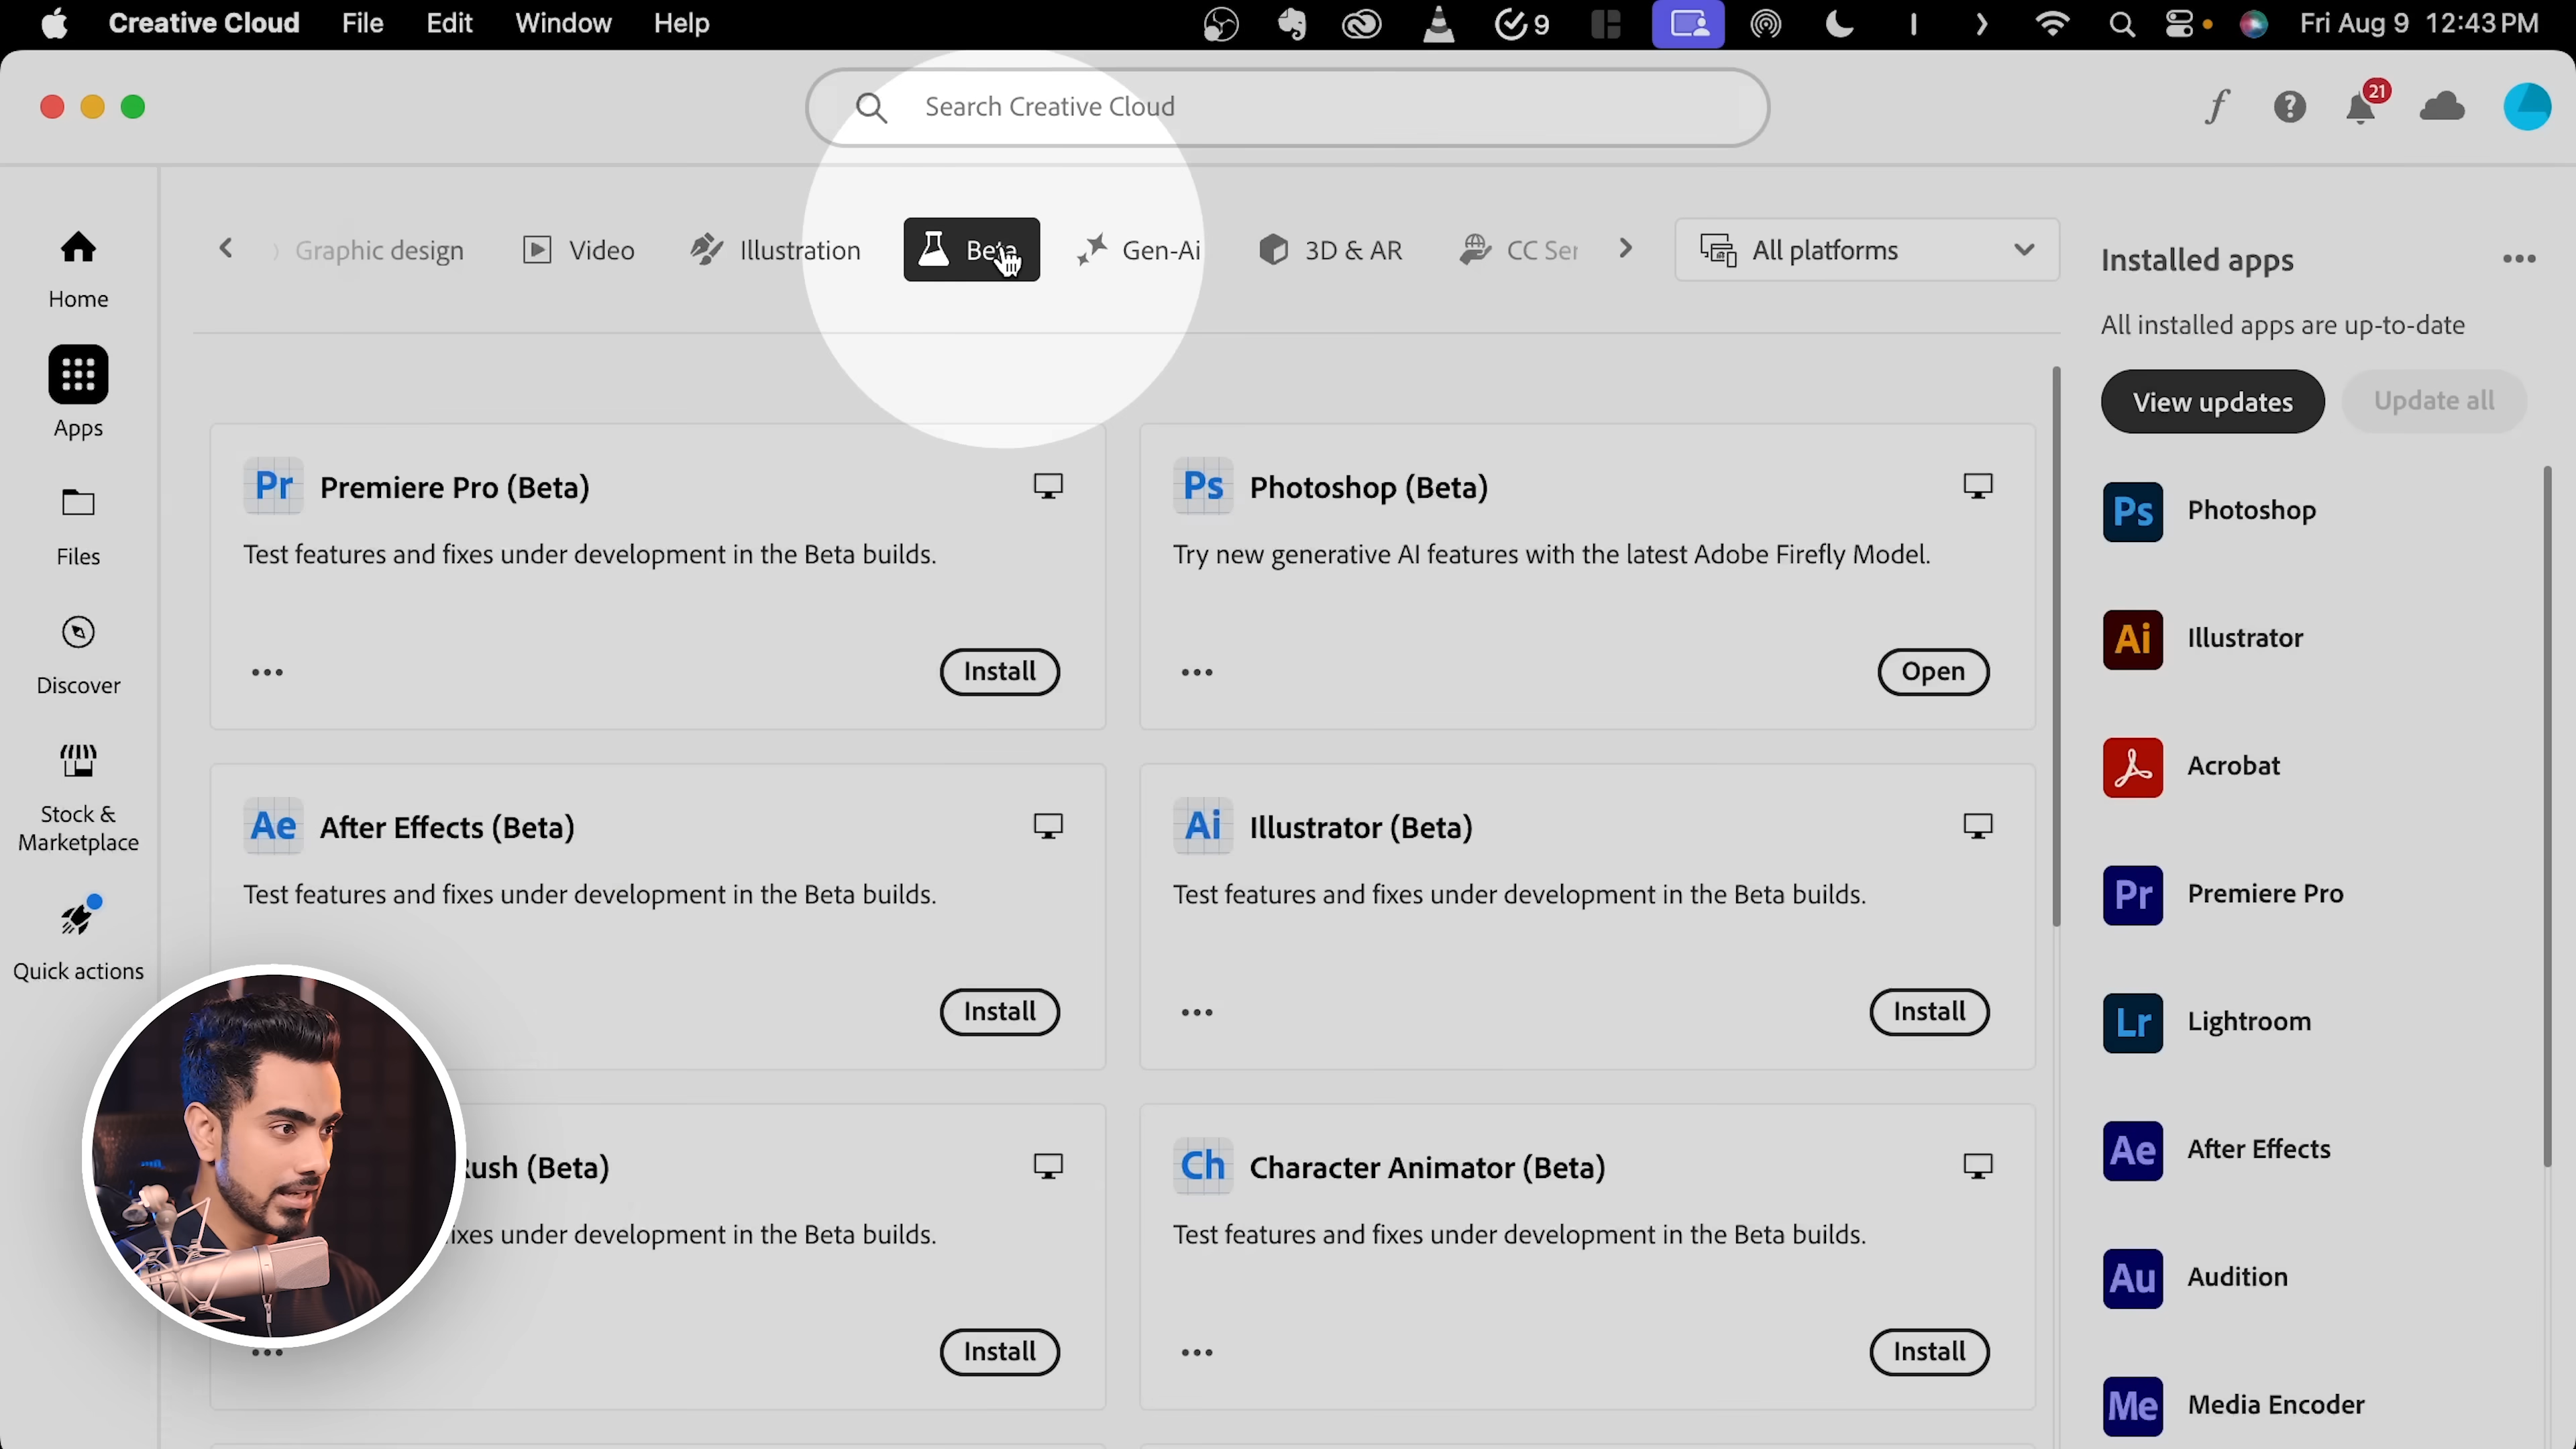 Creative Cloud File Edit Window Help 9 Fri Aug 9 12:43 PM
Search Creative Cloud
f ? 21
Graphic design Video Illustration Beta Gen-Ai 3D & AR CC Ser All platforms
Home
Apps
Files
Discover
Stock &
Marketplace
Quick actions
Pr Premiere Pro (Beta)
Test features and fixes under development in the Beta builds.
Install
Ps Photoshop (Beta)
Try new generative AI features with the latest Adobe Firefly Model.
Open
Ae After Effects (Beta)
Test features and fixes under development in the Beta builds.
Install
Ai Illustrator (Beta)
Test features and fixes under development in the Beta builds.
Install
Rush (Beta)
ixes under development in the Beta builds.
Install
Ch Character Animator (Beta)
Test features and fixes under development in the Beta builds.
Install
Installed apps
All installed apps are up-to-date
View updates Update all
Ps Photoshop
Ai Illustrator
Acrobat
Pr Premiere Pro
Lr Lightroom
Ae After Effects
Au Audition
Me Media Encoder